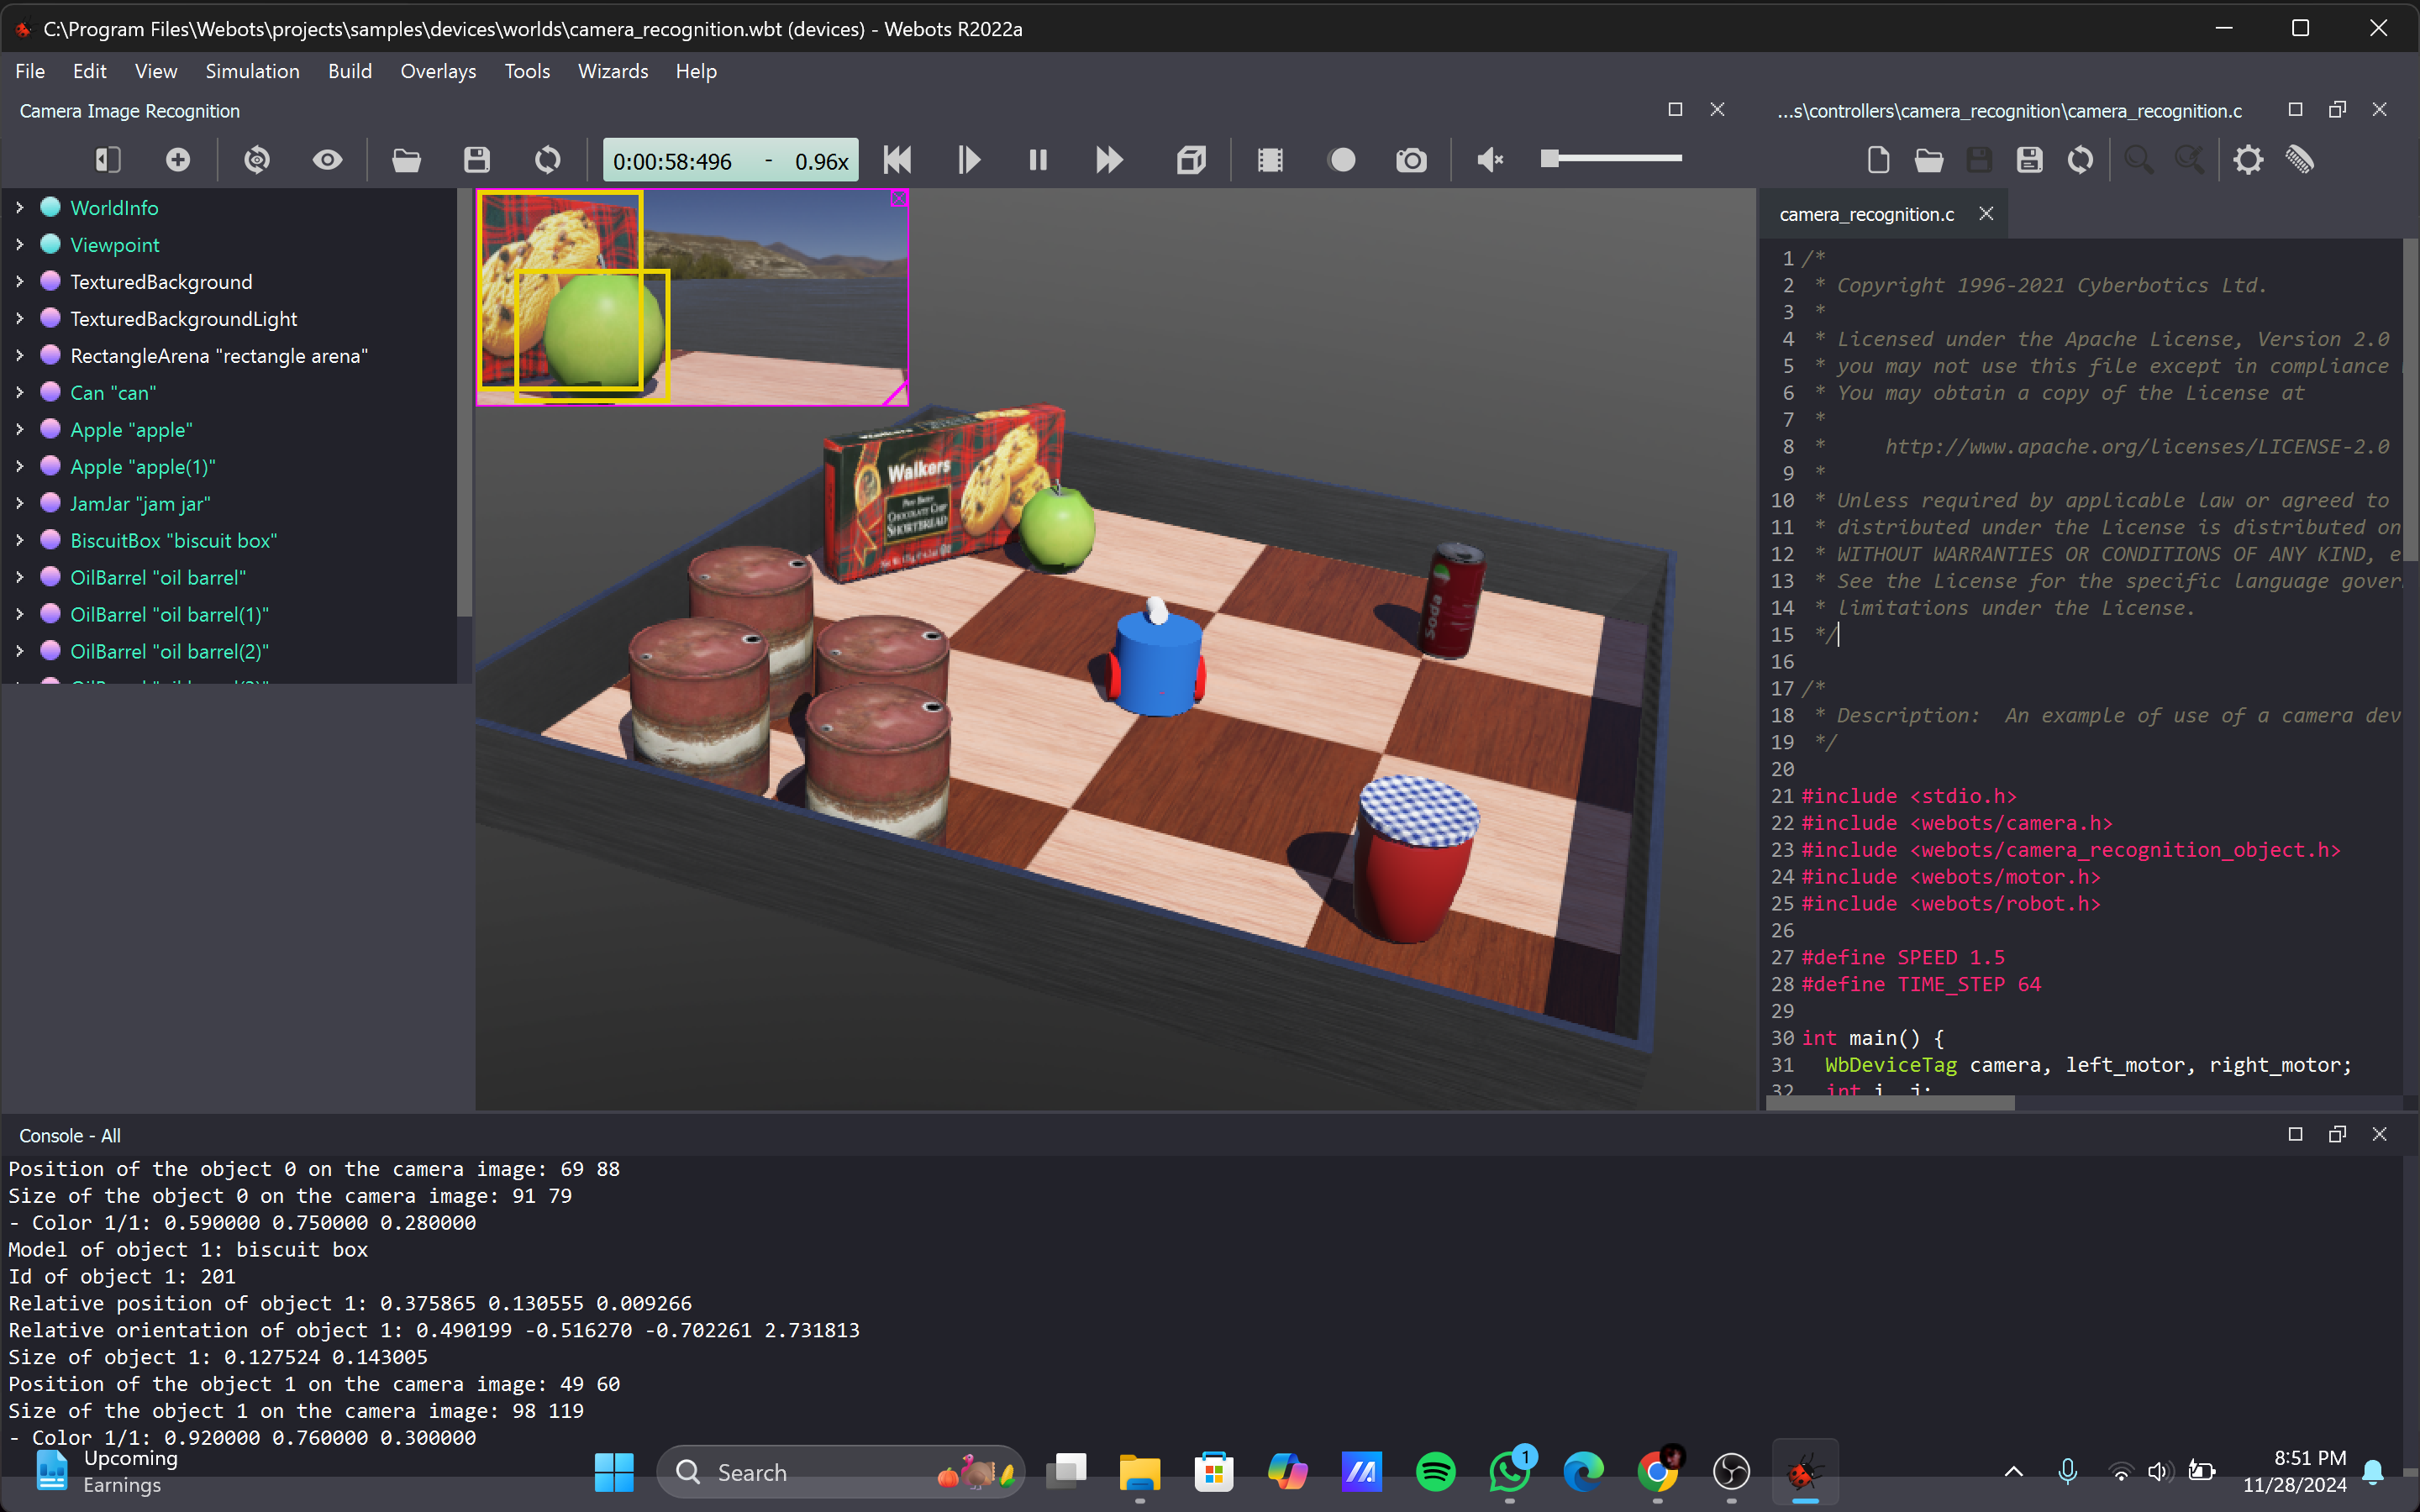 C:\Program Files\Webots\projects\samples\devices\worlds\camera_recognition.wbt (devices) - Webots R2022a
File Edit View Simulation Build Overlays Tools Wizards Help
Camera Image Recognition
...s\controllers\camera_recognition\camera_recognition.c
0:00:58:496 - 0.96x
WorldInfo
Viewpoint
TexturedBackground
TexturedBackgroundLight
RectangleArena "rectangle arena"
Can "can"
Apple "apple"
Apple "apple(1)"
JamJar "jam jar"
BiscuitBox "biscuit box"
OilBarrel "oil barrel"
OilBarrel "oil barrel(1)"
OilBarrel "oil barrel(2)"
Walkers
CHOCOLATE CHIP
SHORTBREAD
Soda
camera_recognition.c
1 /*
2 * Copyright 1996-2021 Cyberbotics Ltd.
3 *
4 * Licensed under the Apache License, Version 2.0
5 * you may not use this file except in compliance
6 * You may obtain a copy of the License at
7 *
8 * http://www.apache.org/licenses/LICENSE-2.0
9 *
10 * Unless required by applicable law or agreed to
11 * distributed under the License is distributed on
12 * WITHOUT WARRANTIES OR CONDITIONS OF ANY KIND, e
13 * See the License for the specific language gover
14 * limitations under the License.
15 */
16
17 /*
18 * Description: An example of use of a camera dev
19 */
20
21 #include <stdio.h>
22 #include <webots/camera.h>
23 #include <webots/camera_recognition_object.h>
24 #include <webots/motor.h>
25 #include <webots/robot.h>
26
27 #define SPEED 1.5
28 #define TIME_STEP 64
29
30 int main() {
31 WbDeviceTag camera, left_motor, right_motor;
32 int i, j;
Console - All
Position of the object 0 on the camera image: 69 88
Size of the object 0 on the camera image: 91 79
- Color 1/1: 0.590000 0.750000 0.280000
Model of object 1: biscuit box
Id of object 1: 201
Relative position of object 1: 0.375865 0.130555 0.009266
Relative orientation of object 1: 0.490199 -0.516270 -0.702261 2.731813
Size of object 1: 0.127524 0.143005
Position of the object 1 on the camera image: 49 60
Size of the object 1 on the camera image: 98 119
- Color 1/1: 0.920000 0.760000 0.300000
Upcoming
Earnings
Search
1
8:51 PM
11/28/2024